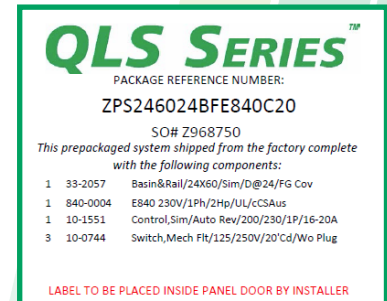 QLS SERIES™
PACKAGE REFERENCE NUMBER:
ZPS246024BFE840C20
SO# Z968750
This prepackaged system shipped from the factory complete
with the following components:
1 33-2057 Basin&Rail/24X60/Sim/D@24/FG Cov
1 840-0004 E840 230V/1Ph/2Hp/UL/cCSAus
1 10-1551 Control,Sim/Auto Rev/200/230/1P/16-20A
3 10-0744 Switch,Mech Flt/125/250V/20'Cd/Wo Plug
LABEL TO BE PLACED INSIDE PANEL DOOR BY INSTALLER